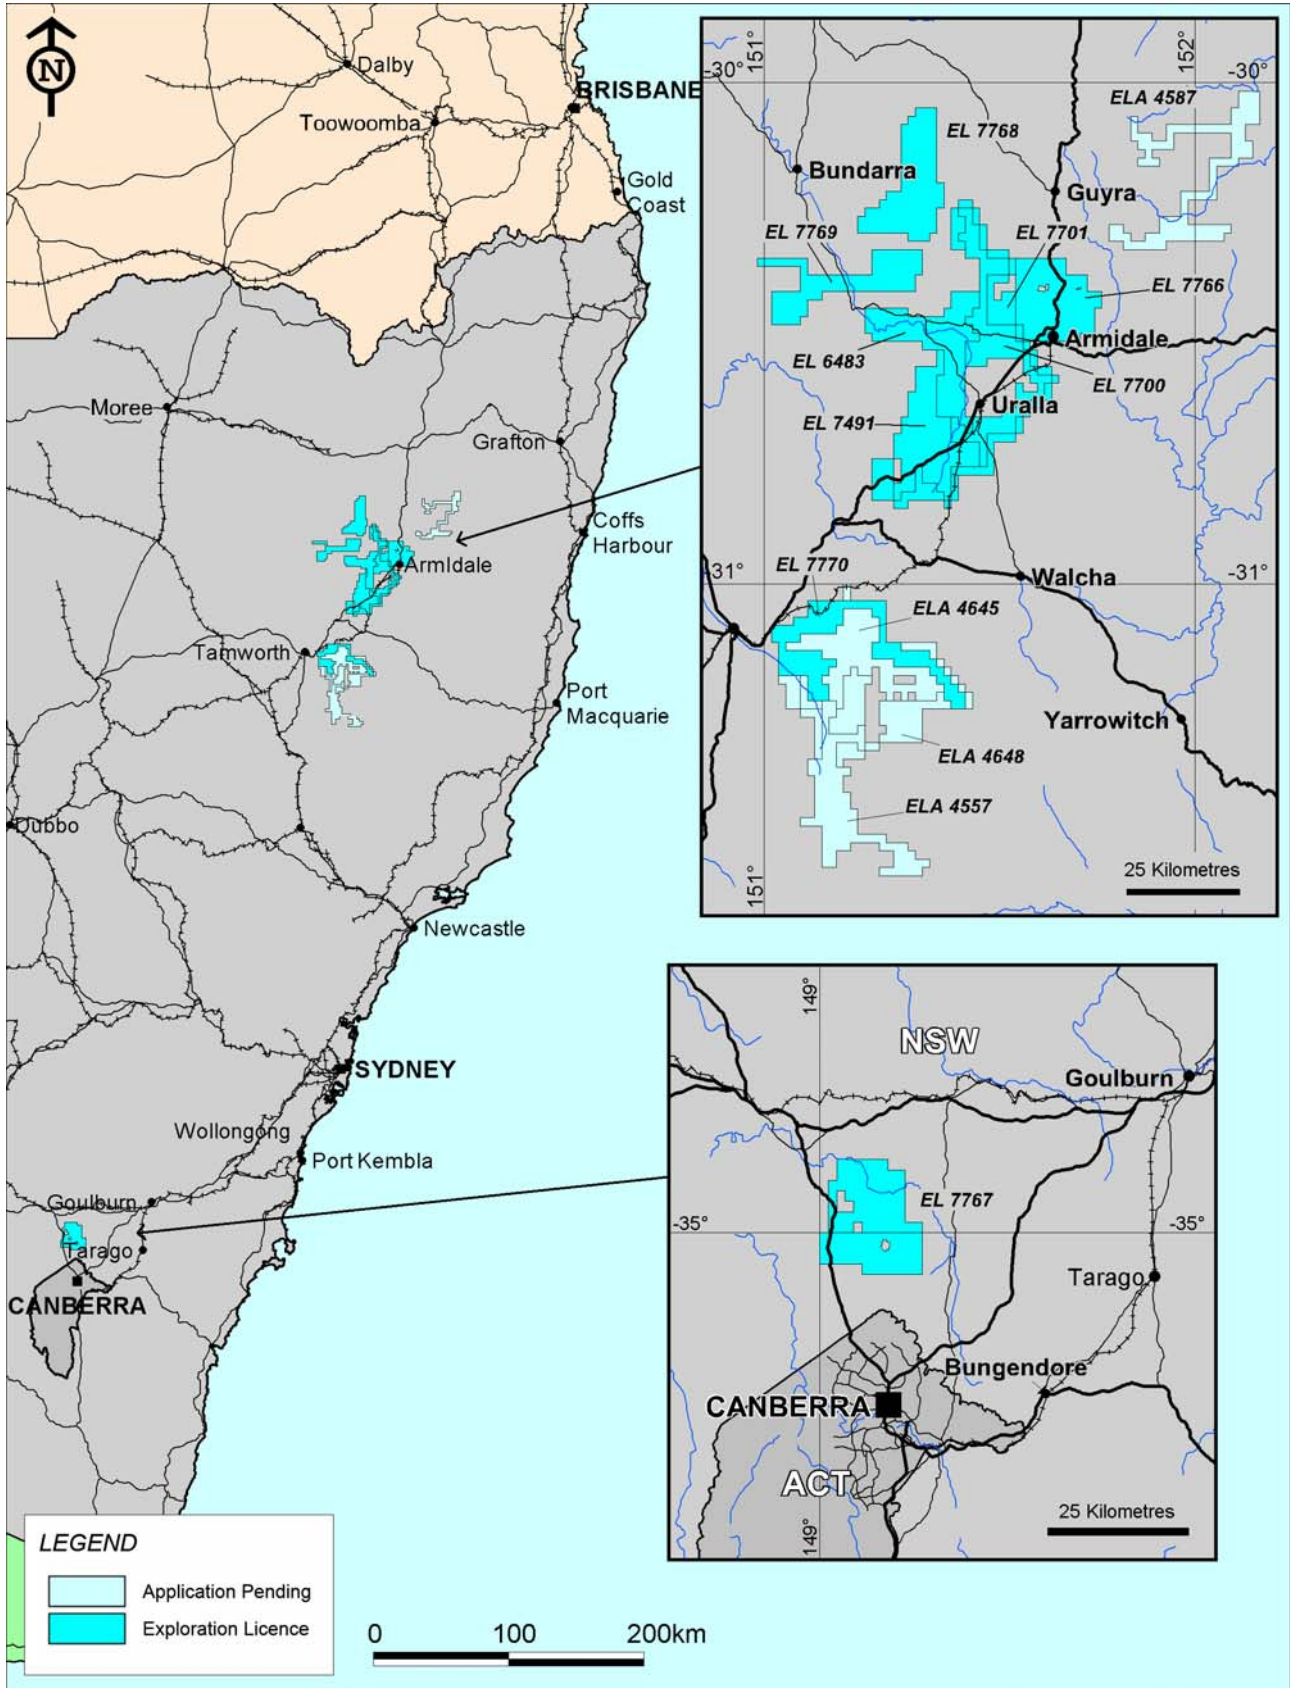 N
Dalby
BRISBANE
Toowoomba
Gold
Coast
Moree
Grafton
Coffs
Harbour
ArmIdale
Tamworth
Port
Macquarie
Dubbo
Newcastle
SYDNEY
Wollongong
Port Kembla
Goulburn
Tarago
CANBERRA
151°
152°
-30°
-30°
ELA 4587
EL 7768
Bundarra
Guyra
EL 7769
EL 7701
EL 7766
Armidale
EL 6483
EL 7700
Uralla
EL 7491
EL 7770
-31°
-31°
Walcha
ELA 4645
Yarrowitch
ELA 4648
ELA 4557
151°
25 Kilometres
149°
NSW
Goulburn
EL 7767
-35°
-35°
Tarago
Bungendore
CANBERRA
ACT
149°
25 Kilometres
LEGEND
Application Pending
Exploration Licence
0 100 200km